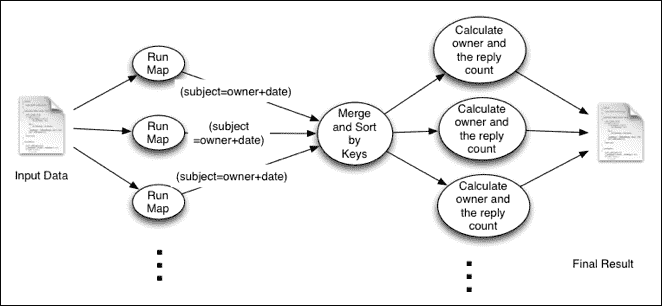 Run
Map
(subject=owner+date)
Input Data
Run
Map
(subject
=owner+date)
Run
Map
(subject=owner+date)
Merge
and Sort
by
Keys
Calculate
owner and
the reply
count
Calculate
owner and
the reply
count
Calculate
owner and
the reply
count
Final Result